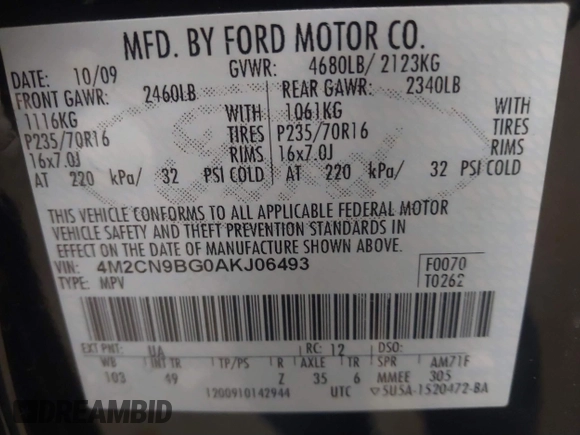 MFD. BY FORD MOTOR CO.
DATE: 10/09 GVWR: 4680LB/ 2123KG
FRONT GAWR: 2460LB REAR GAWR: 2340LB
1116KG WITH 1061KG WITH
P235/70R16 TIRES P235/70R16 TIRES
16x7.0J RIMS 16x7.0J RIMS
AT 220 kPa/ 32 PSI COLD AT 220 kPa/ 32 PSI COLD
THIS VEHICLE CONFORMS TO ALL APPLICABLE FEDERAL MOTOR
VEHICLE SAFETY AND THEFT PREVENTION STANDARDS IN
EFFECT ON THE DATE OF MANUFACTURE SHOWN ABOVE.
VIN: 4M2CN9BG0AKJ06493 F0070
TYPE: MPV T0262
EXT PNT: UA RC: 12 DSO:
WB INT TR TP/PS R AXLE TR SPR AM71F
103 49 Z 35 6 MMEE 305
1200910142944 UTC 5U5A-1520472-BA
DREAMBID